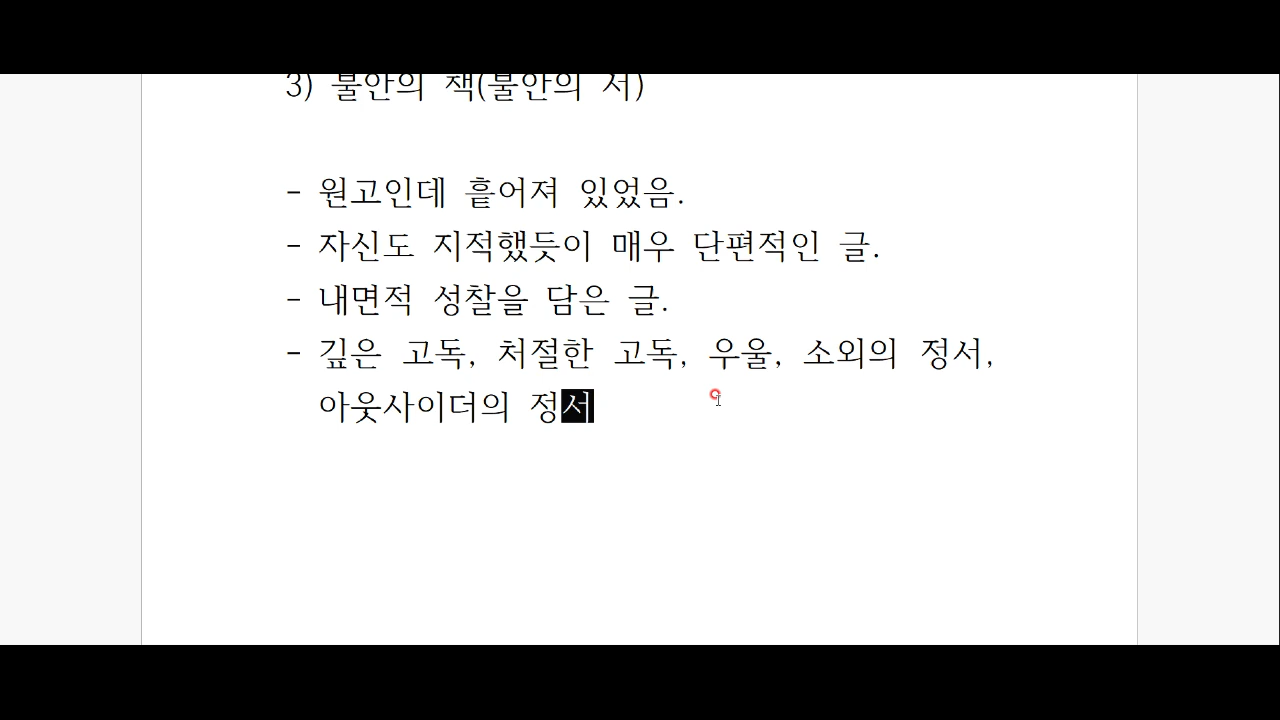 3) 불안의 책(불안의 서)
- 원고인데 흩어져 있었음.
- 자신도 지적했듯이 매우 단편적인 글.
- 내면적 성찰을 담은 글.
- 깊은 고독, 처절한 고독, 우울, 소외의 정서,
아웃사이더의 정서